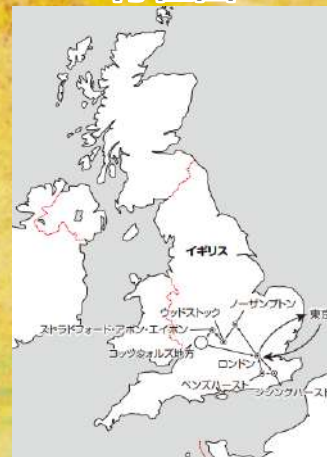 イギリス
ノーザンプトン
ウッドストック
ストラドフォード・アポン・エイボン
コッツウォルズ地方
ロンドン
ペンズハースト
シシングハースト